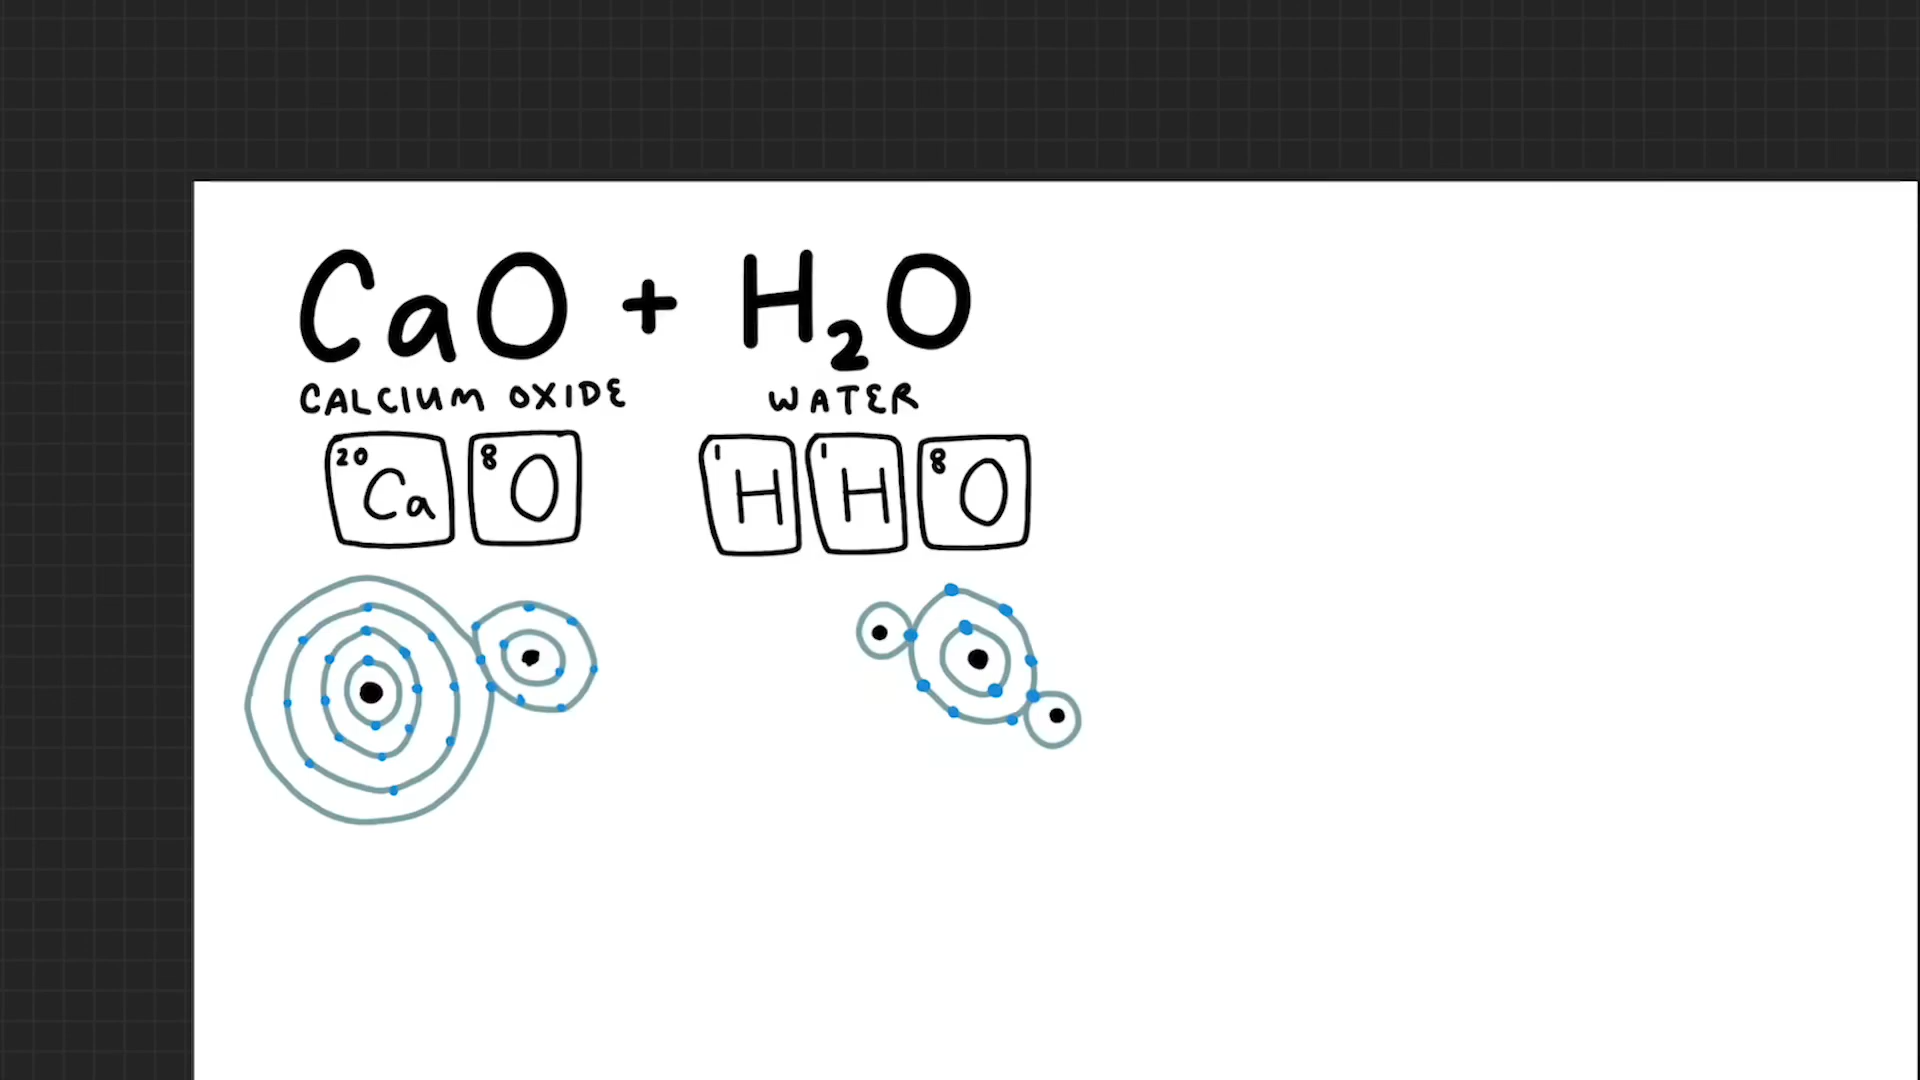 CaO + H₂O
CALCIUM OXIDE WATER
20 Ca 8 O 1 H 1 H 8 O